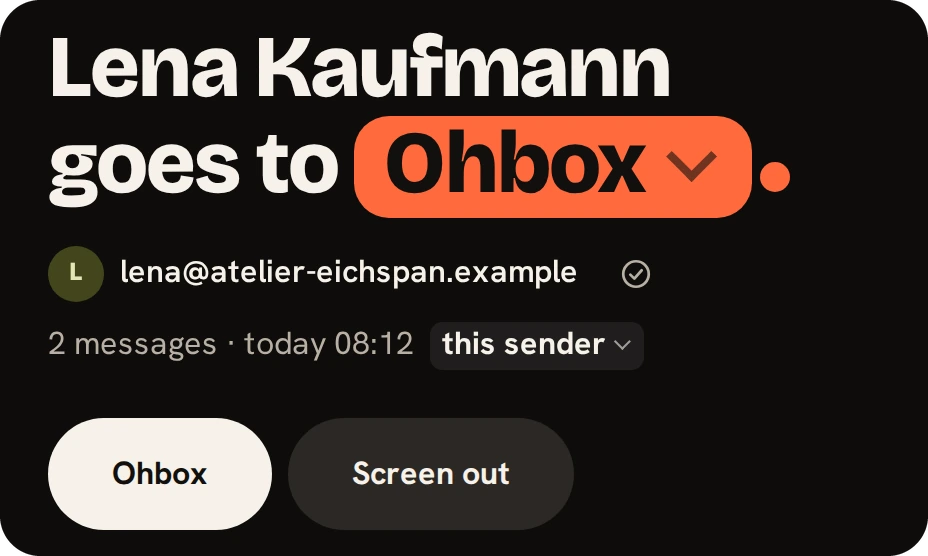 Lena Kaufmann
goes to Ohbox.
L lena@atelier-eichspan.example
2 messages · today 08:12 this sender
Ohbox Screen out